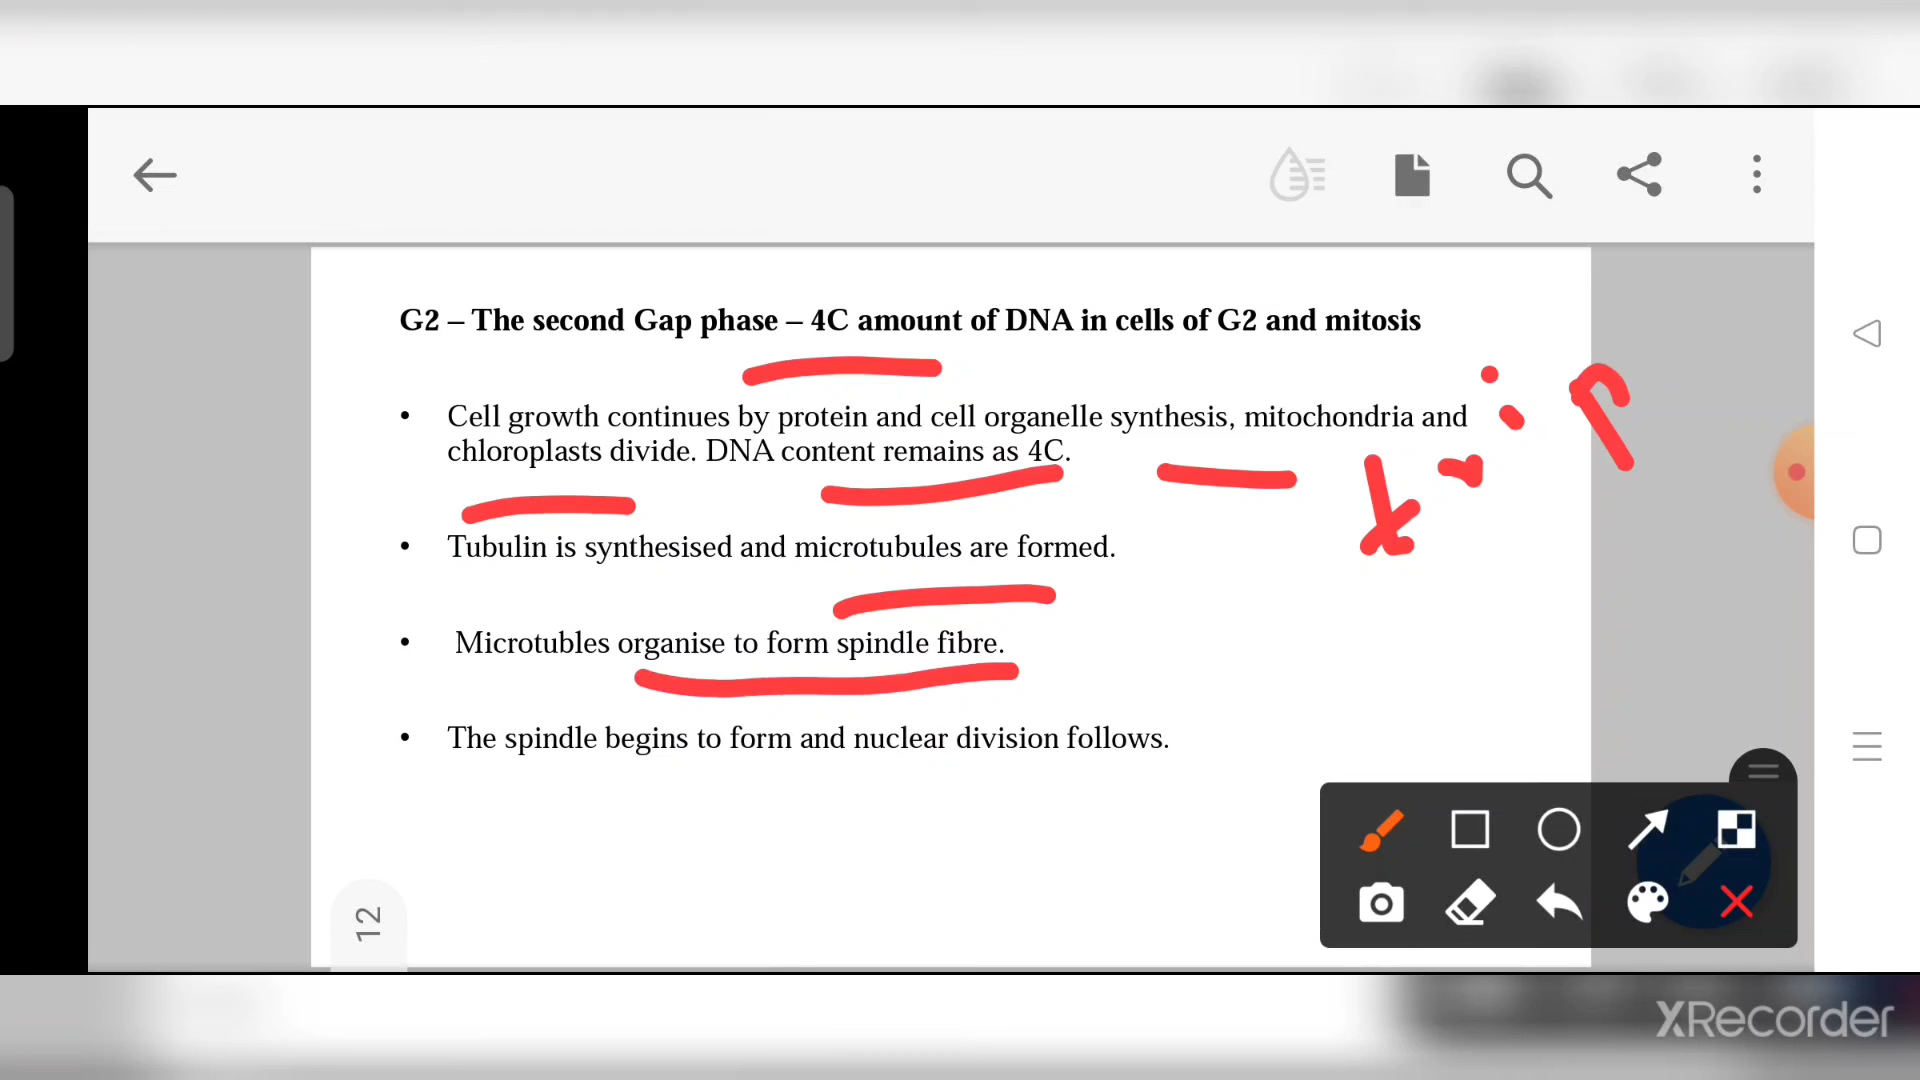 G2 – The second Gap phase – 4C amount of DNA in cells of G2 and mitosis
• Cell growth continues by protein and cell organelle synthesis, mitochondria and
chloroplasts divide. DNA content remains as 4C.
• Tubulin is synthesised and microtubules are formed.
• Microtubles organise to form spindle fibre.
• The spindle begins to form and nuclear division follows.
12
XRecorder